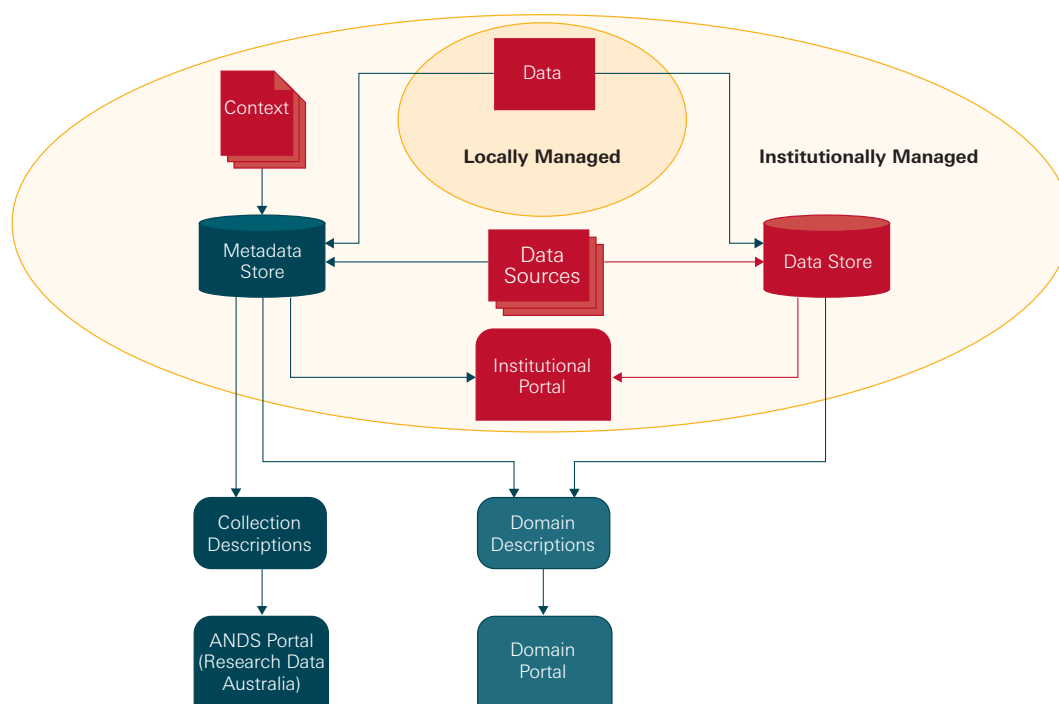 Data
Context
Locally Managed
Institutionally Managed
Metadata
Store
Data
Sources
Data Store
Institutional
Portal
Collection
Descriptions
Domain
Descriptions
ANDS Portal
(Research Data
Australia)
Domain
Portal